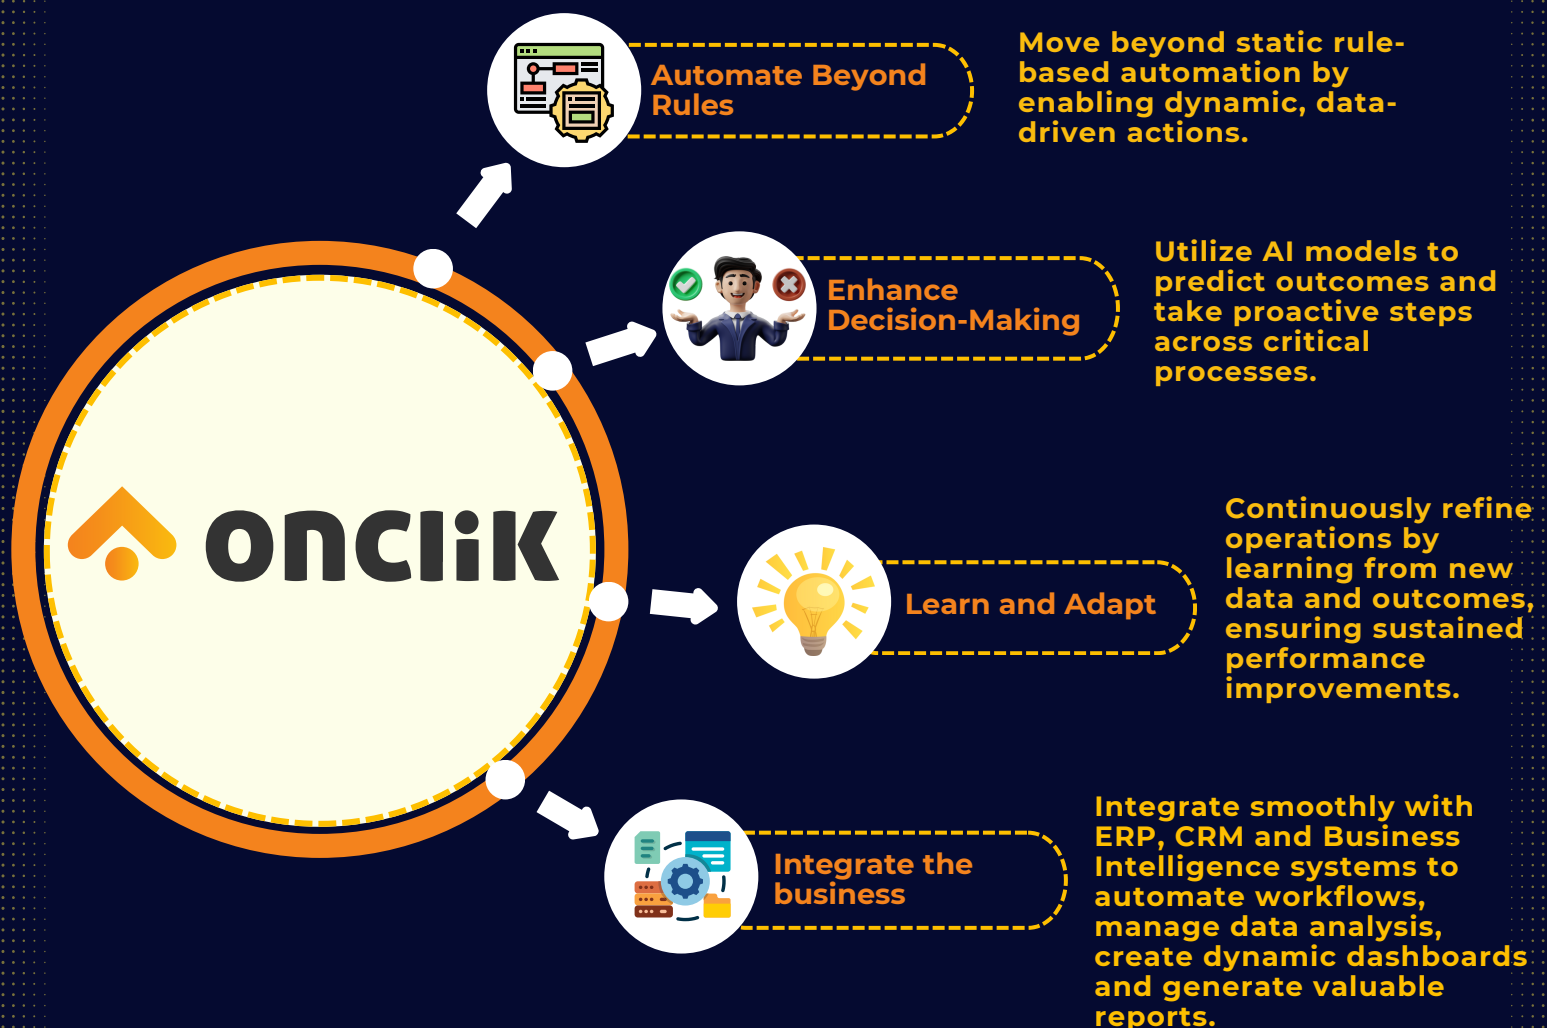 Automate Beyond
Rules
Move beyond static rule-
based automation by
enabling dynamic, data-
driven actions.
Enhance
Decision-Making
Utilize AI models to
predict outcomes and
take proactive steps
across critical
processes.
onclik
Learn and Adapt
Continuously refine
operations by
learning from new
data and outcomes,
ensuring sustained
performance
improvements.
Integrate the
business
Integrate smoothly with
ERP, CRM and Business
Intelligence systems to
automate workflows,
manage data analysis,
create dynamic dashboards
and generate valuable
reports.